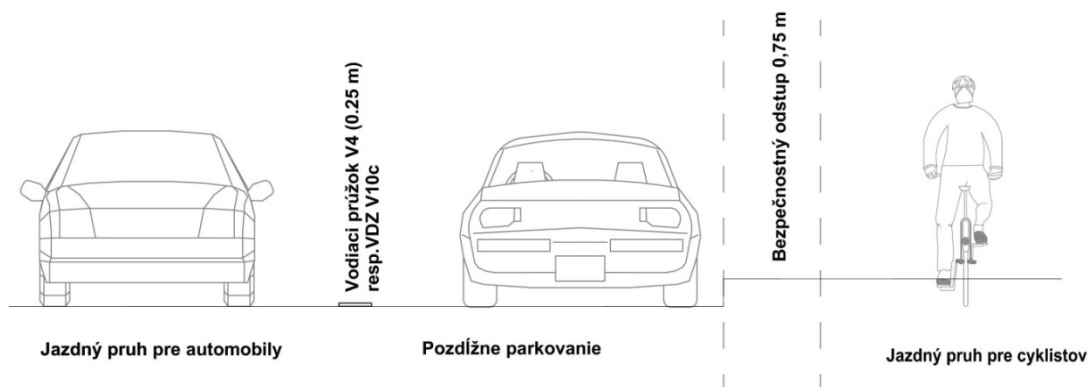 Vodiaci prúžok V4 (0.25 m)
resp.VDZ V10c
Bezpečnostný odstup 0,75 m
Jazdný pruh pre automobily
Pozdĺžne parkovanie
Jazdný pruh pre cyklistov